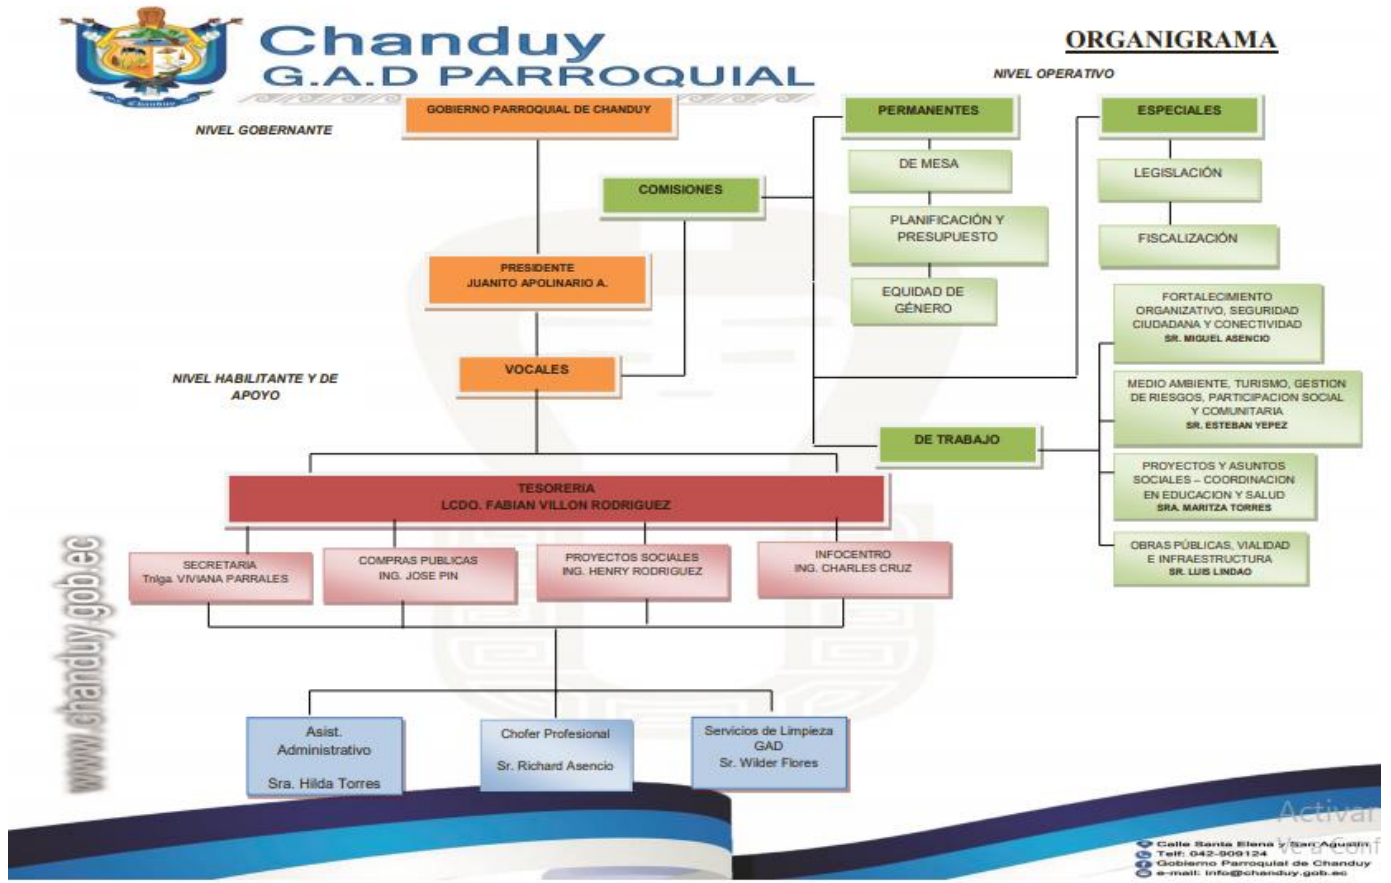 Chanduy
G.A.D PARROQUIAL
Chanduy
ORGANIGRAMA
NIVEL OPERATIVO
NIVEL GOBERNANTE
GOBIERNO PARROQUIAL DE CHANDUY
PERMANENTES
ESPECIALES
DE MESA
LEGISLACIÓN
COMISIONES
PLANIFICACIÓN Y
PRESUPUESTO
FISCALIZACIÓN
PRESIDENTE
JUANITO APOLINARIO A.
EQUIDAD DE
GÉNERO
FORTALECIMIENTO
ORGANIZATIVO, SEGURIDAD
CIUDADANA Y CONECTIVIDAD
SR. MIGUEL ASENCIO
VOCALES
NIVEL HABILITANTE Y DE
APOYO
MEDIO AMBIENTE, TURISMO, GESTION
DE RIESGOS, PARTICIPACION SOCIAL
Y COMUNITARIA
SR. ESTEBAN YEPEZ
DE TRABAJO
PROYECTOS Y ASUNTOS
SOCIALES – COORDINACION
EN EDUCACION Y SALUD
SRA. MARITZA TORRES
TESORERIA
LCDO. FABIAN VILLON RODRIGUEZ
OBRAS PÚBLICAS, VIALIDAD
E INFRAESTRUCTURA
SR. LUIS LINDAO
SECRETARIA
Tnlga. VIVIANA PARRALES
COMPRAS PUBLICAS
ING. JOSE PIN
PROYECTOS SOCIALES
ING. HENRY RODRIGUEZ
INFOCENTRO
ING. CHARLES CRUZ
www.chanduy.gob.ec
Asist.
Administrativo
Sra. Hilda Torres
Chofer Profesional
Sr. Richard Asencio
Servicios de Limpieza
GAD
Sr. Wilder Flores
Activar
Ve a Conf
Calle Santa Elena y San Agustin
Telf: 042-909124
Gobierno Parroquial de Chanduy
e-mail: info@chanduy.gob.ec